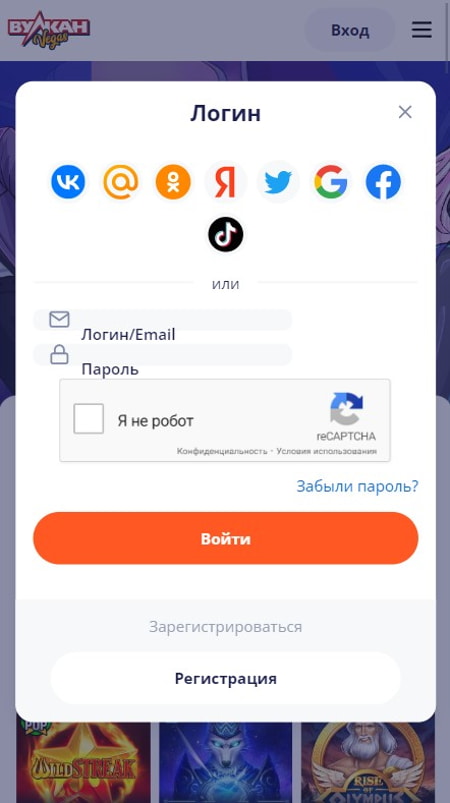 ВУЛКАН
Vegas
Вход
Логин
или
Логин/Email
Пароль
Я не робот
reCAPTCHA
Конфиденциальность - Условия использования
Забыли пароль?
Войти
Зарегистрироваться
Регистрация
POP
WILD STREAK
RISE
OF
OLYMPUS